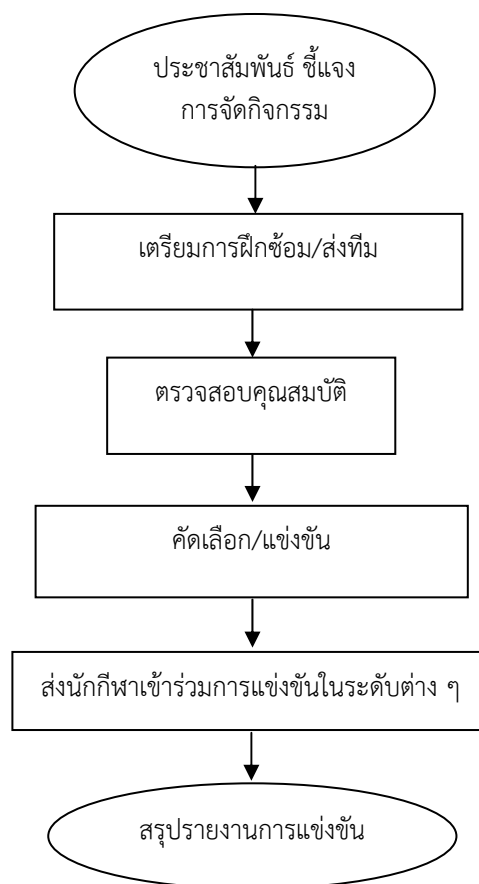 ประชาสัมพันธ์ ชี้แจง
การจัดกิจกรรม
เตรียมการฝึกซ้อม/ส่งทีม
ตรวจสอบคุณสมบัติ
คัดเลือก/แข่งขัน
ส่งนักกีฬาเข้าร่วมการแข่งขันในระดับต่าง ๆ
สรุปรายงานการแข่งขัน